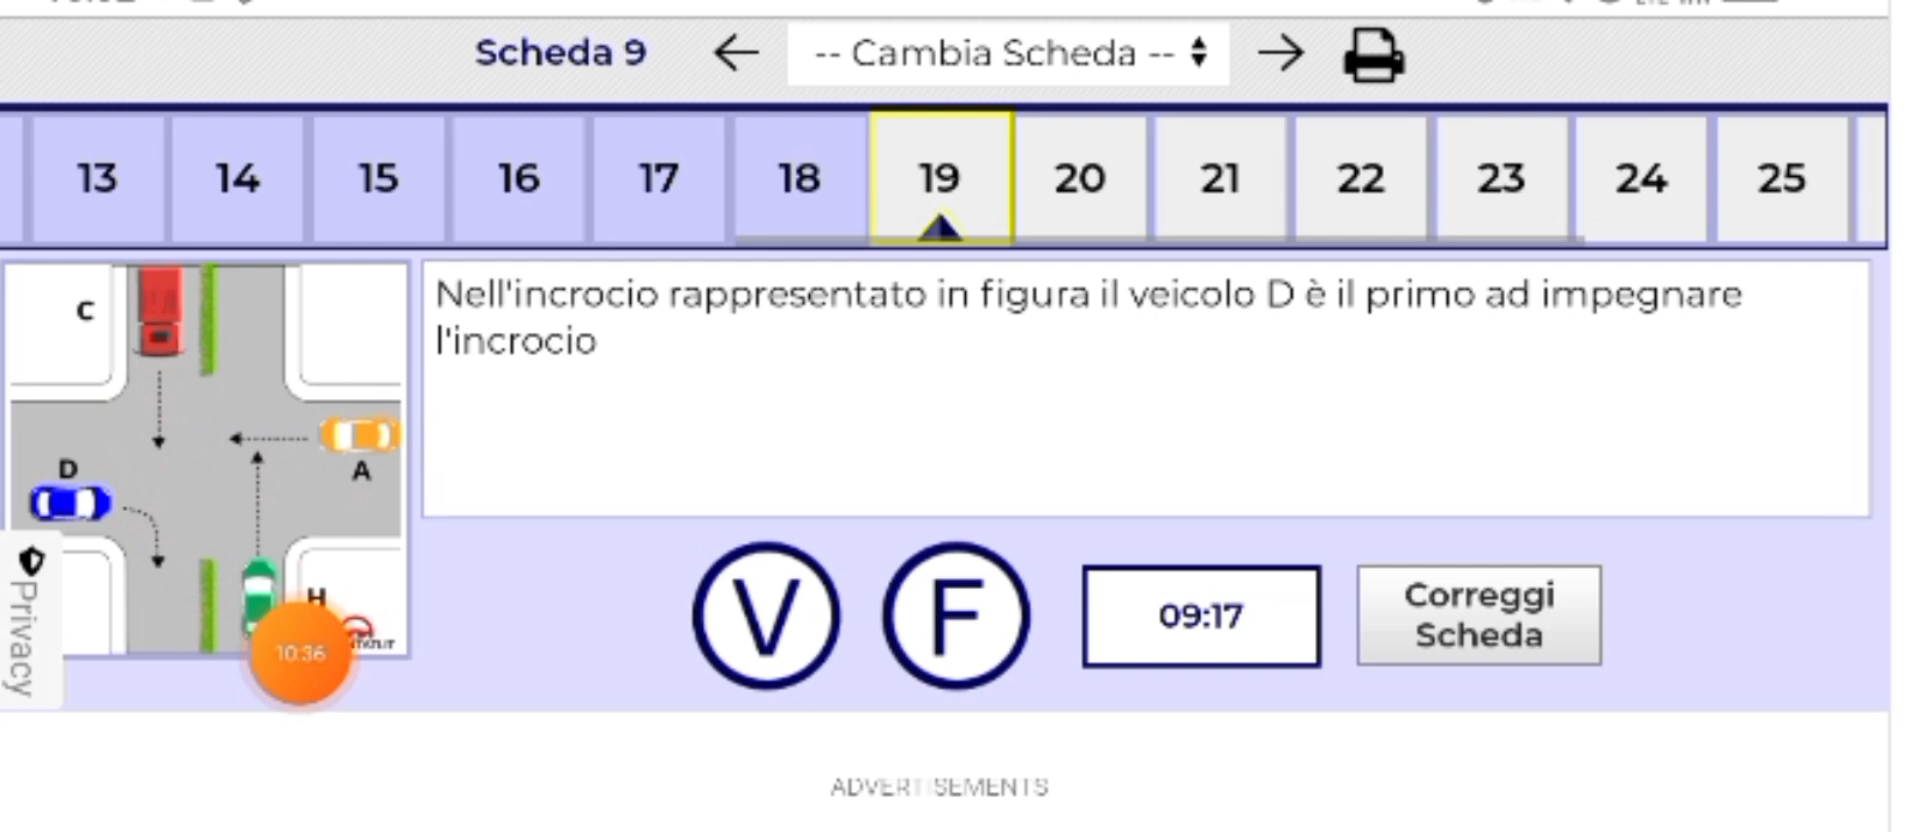 Scheda 9
-- Cambia Scheda --
13 14 15 16 17 18 19 20 21 22 23 24 25
C
D
A
H
Nell'incrocio rappresentato in figura il veicolo D è il primo ad impegnare
l'incrocio
Privacy
10:36
V F
09:17
Correggi
Scheda
ADVERTISEMENTS